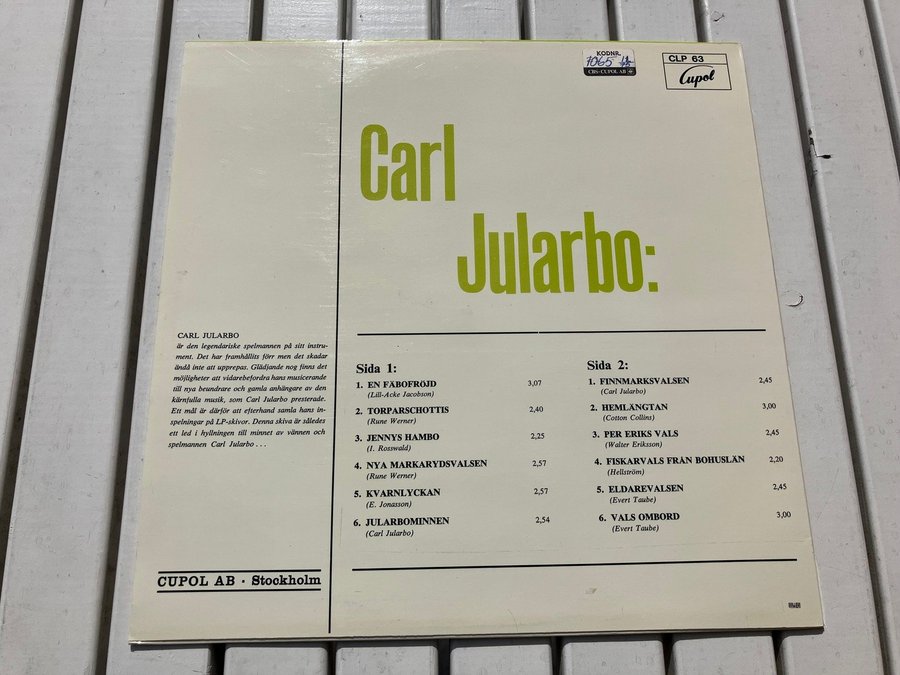 KODNR.
7065
CBS-CUPOL AB
CLP 63
Cupol
Carl
Jularbo:
CARL JULARBO
är den legendariske spelmannen på sitt instru-
ment. Det har framhållits förr men det skadar
ändå inte att upprepas. Glädjande nog finns det
möjligheter att vidarebefordra hans musicerande
till nya beundrare och gamla anhängare av den
kärnfulla musik, som Carl Jularbo presterade.
Ett mål är därför att efterhand samla hans in-
spelningar på LP-skivor. Denna skiva är således
ett led i hyllningen till minnet av vännen och
spelmannen Carl Jularbo ...
CUPOL AB · Stockholm
Sida 1:
1. EN FÄBOFRÖJD 3,07
(Lill-Acke Jacobson)
2. TORPARSCHOTTIS 2,40
(Rune Werner)
3. JENNYS HAMBO 2,25
(I. Rosswald)
4. NYA MARKARYDSVALSEN 2,57
(Rune Werner)
5. KVARNLYCKAN 2,57
(E. Jonasson)
6. JULARBOMINNEN 2,54
(Carl Jularbo)
Sida 2:
1. FINNMARKSVALSEN 2,45
(Carl Jularbo)
2. HEMLÄNGTAN 3,00
(Cotton Collins)
3. PER ERIKS VALS 2,45
(Walter Eriksson)
4. FISKARVALS FRÅN BOHUSLÄN 2,20
(Hellström)
5. ELDAREVALSEN 2,45
(Evert Taube)
6. VALS OMBORD 3,00
(Evert Taube)